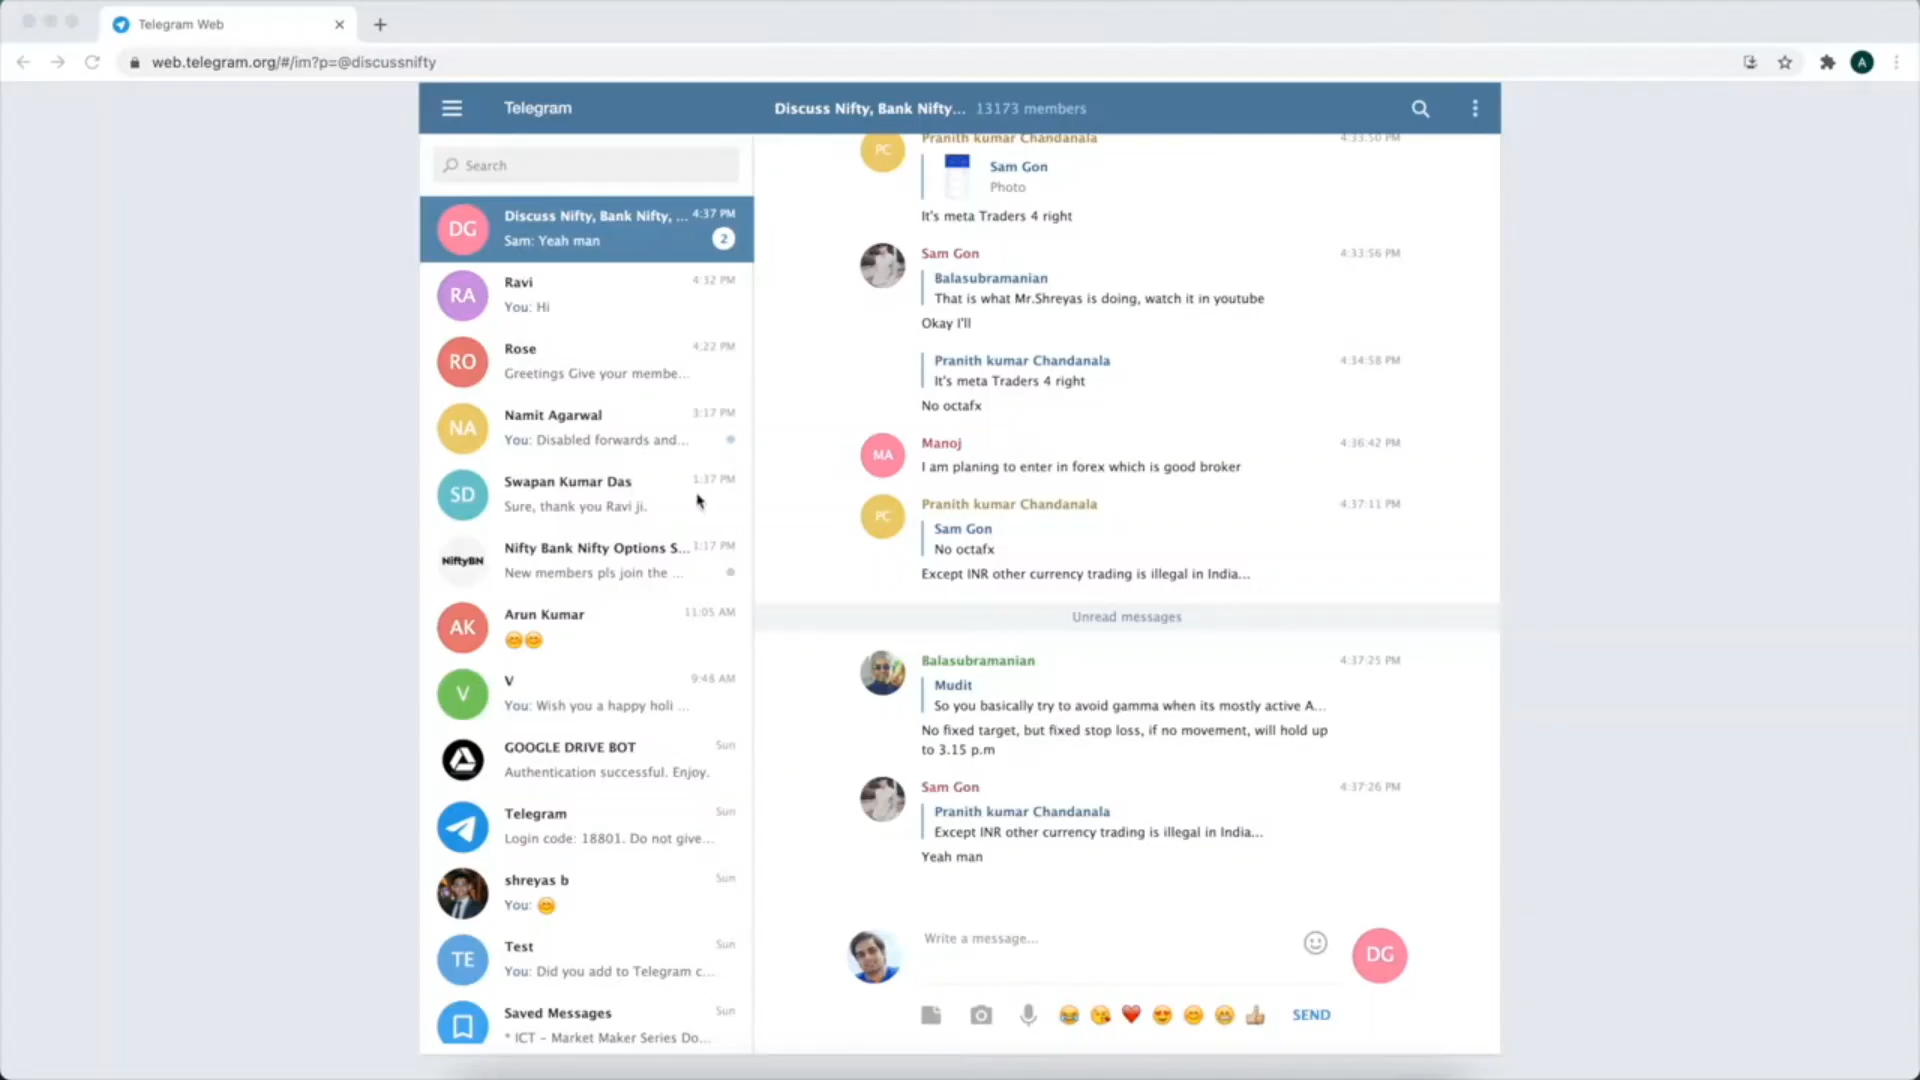 Telegram Web
web.telegram.org/#/im?p=@discussnifty
A
Telegram
Discuss Nifty, Bank Nifty... 13173 members
Search
DG
Discuss Nifty, Bank Nifty, ... 4:37 PM
Sam: Yeah man
2
RA
Ravi 4:32 PM
You: Hi
RO
Rose 4:22 PM
Greetings Give your membe...
NA
Namit Agarwal 3:17 PM
You: Disabled forwards and...
SD
Swapan Kumar Das 1:37 PM
Sure, thank you Ravi ji.
NiftyBN
Nifty Bank Nifty Options S... 1:17 PM
New members pls join the ...
AK
Arun Kumar 11:05 AM
😊😊
V
V 9:48 AM
You: Wish you a happy holi ...
GOOGLE DRIVE BOT Sun
Authentication successful. Enjoy.
Telegram Sun
Login code: 18801. Do not give...
shreyas b Sun
You: 😊
TE
Test Sun
You: Did you add to Telegram c...
Saved Messages Sun
* ICT - Market Maker Series Do...
PC
Pranith kumar Chandanala 4:33:50 PM
Sam Gon
Photo
It's meta Traders 4 right
Sam Gon 4:33:56 PM
Balasubramanian
That is what Mr.Shreyas is doing, watch it in youtube
Okay I'll
Pranith kumar Chandanala 4:34:58 PM
It's meta Traders 4 right
No octafx
MA
Manoj 4:36:42 PM
I am planing to enter in forex which is good broker
PC
Pranith kumar Chandanala 4:37:11 PM
Sam Gon
No octafx
Except INR other currency trading is illegal in India...
Unread messages
Balasubramanian 4:37:25 PM
Mudit
So you basically try to avoid gamma when its mostly active A...
No fixed target, but fixed stop loss, if no movement, will hold up
to 3.15 p.m
Sam Gon 4:37:26 PM
Pranith kumar Chandanala
Except INR other currency trading is illegal in India...
Yeah man
Write a message...
DG
SEND